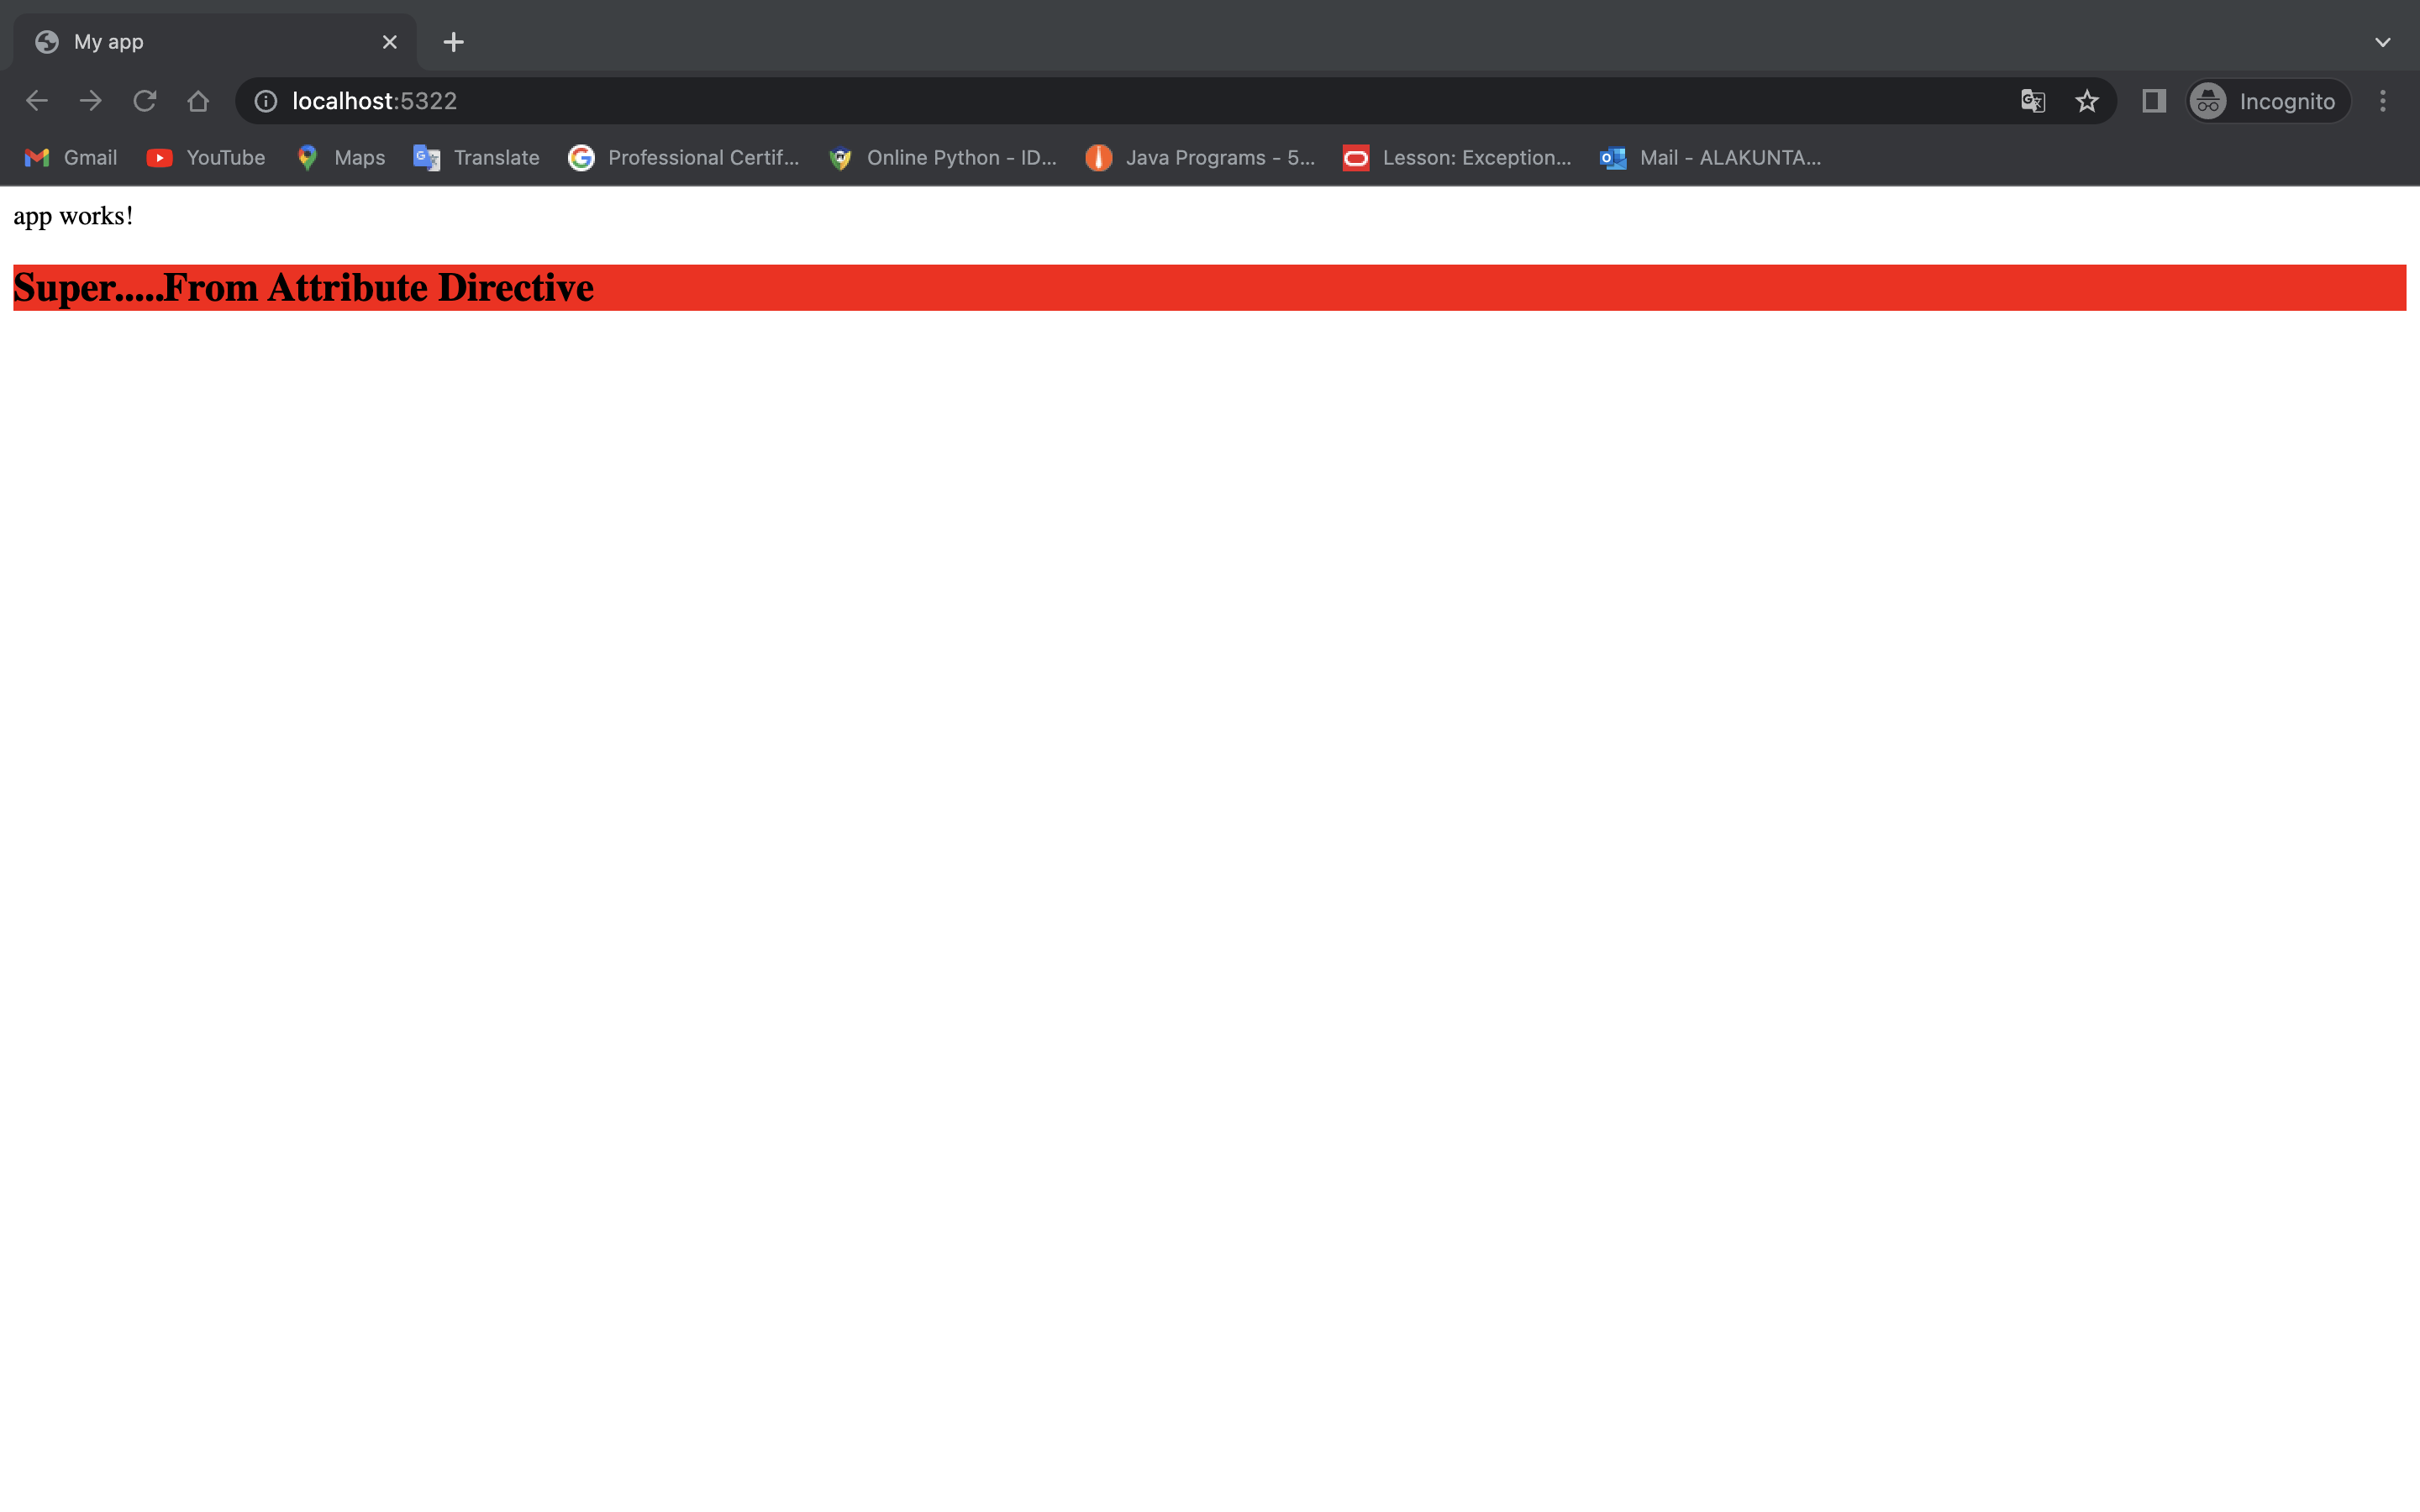 My app
localhost:5322
Incognito
Gmail YouTube Maps Translate Professional Certif... Online Python - ID... Java Programs - 5... Lesson: Exception... Mail - ALAKUNTA...
app works!
Super.....From Attribute Directive